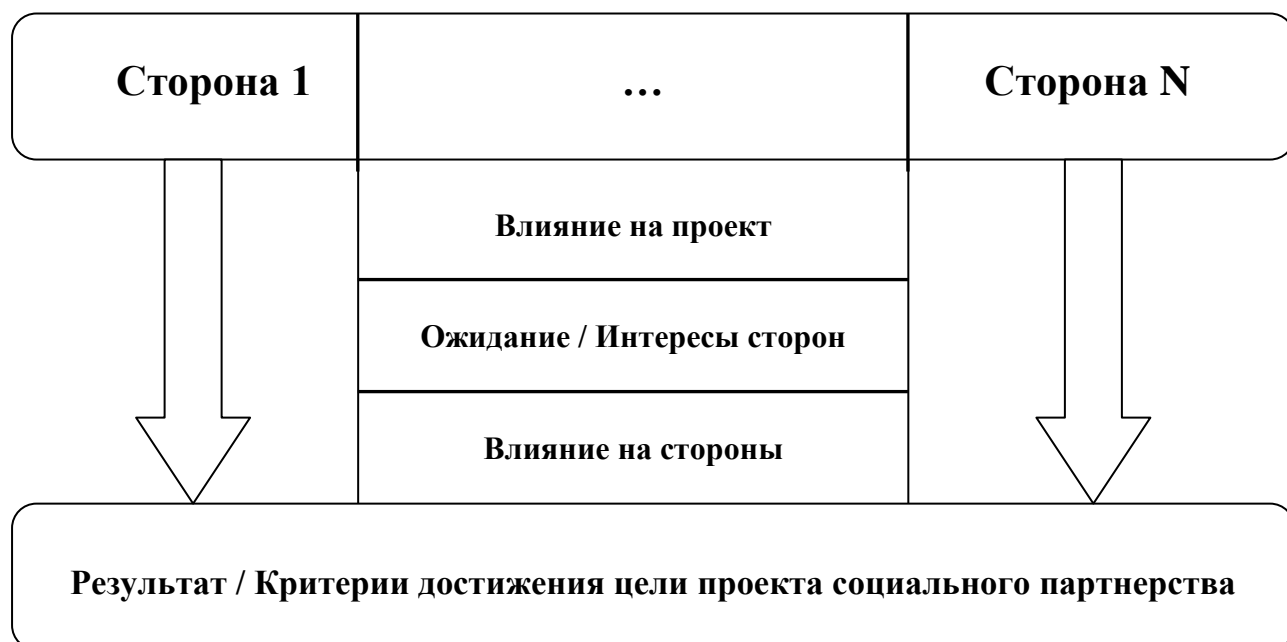 Сторона 1
…
Сторона N
Влияние на проект
Ожидание / Интересы сторон
Влияние на стороны
Результат / Критерии достижения цели проекта социального партнерства